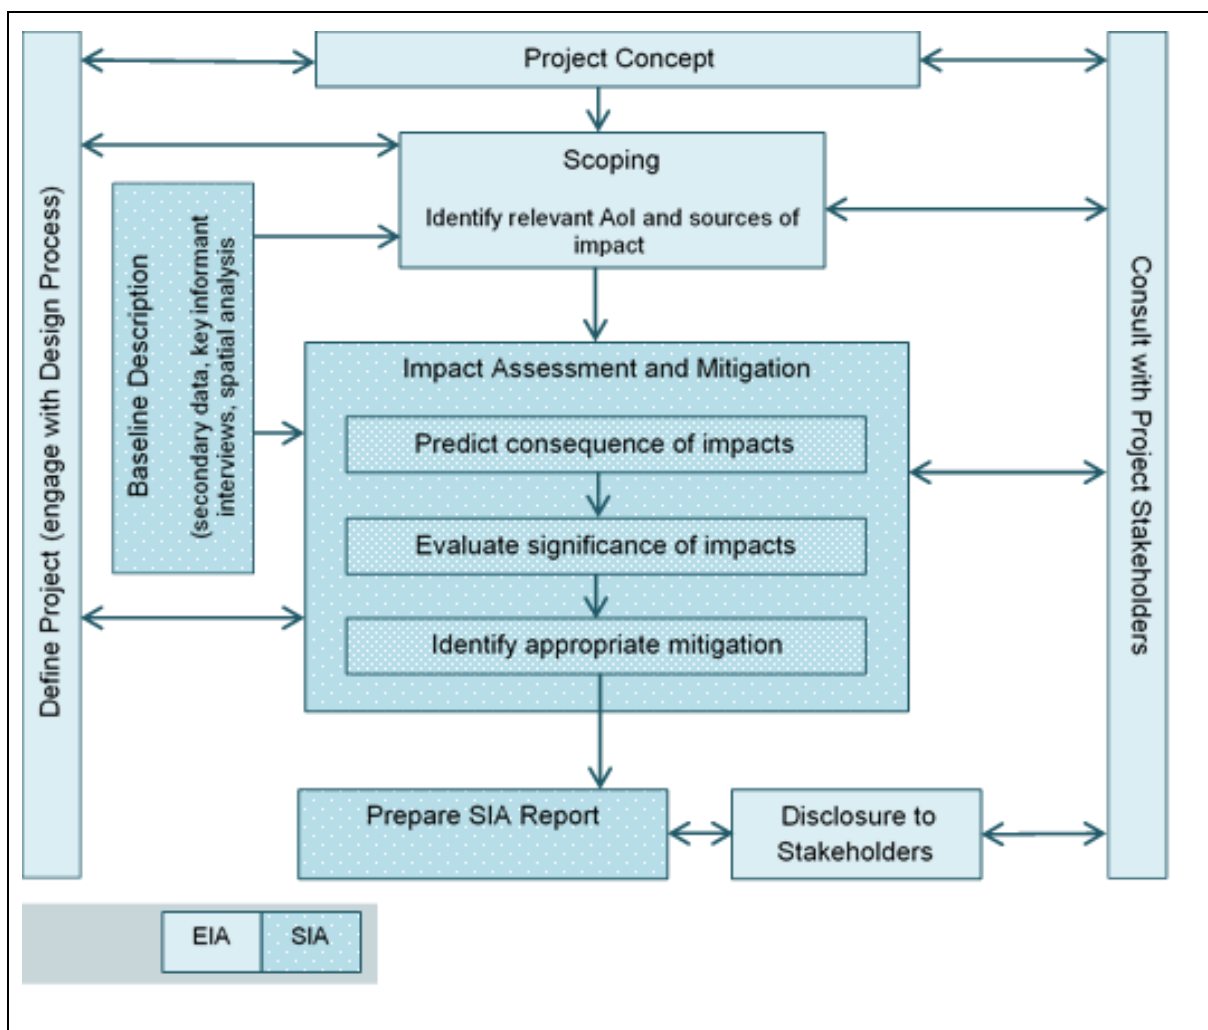 Project Concept
Scoping
Identify relevant AoI and sources of
impact
Define Project (engage with Design Process)
Baseline Description
(secondary data, key informant
interviews, spatial analysis
Consult with Project Stakeholders
Impact Assessment and Mitigation
Predict consequence of impacts
Evaluate significance of impacts
Identify appropriate mitigation
Prepare SIA Report
Disclosure to
Stakeholders
EIA
SIA